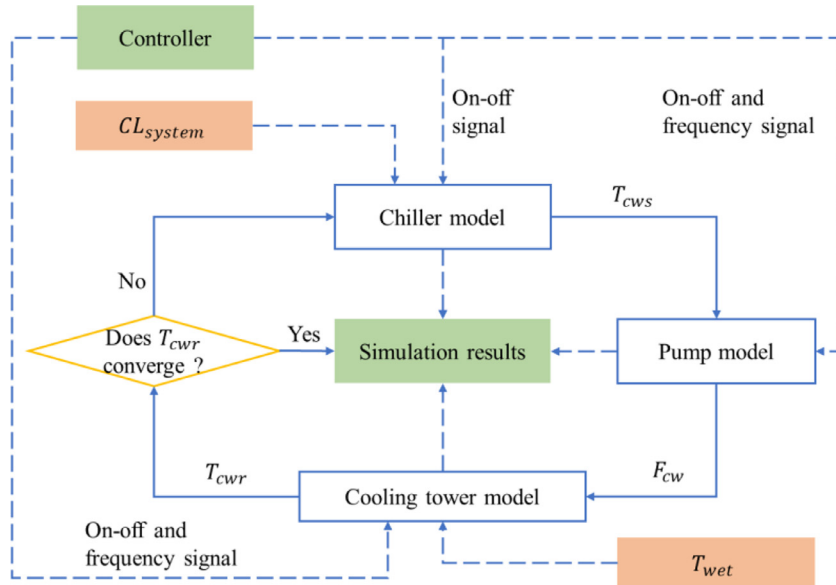 Controller
On-off
signal
On-off and
frequency signal
CL_system
Chiller model
T_cws
No
Does T_cwr
converge ?
Yes
Simulation results
Pump model
T_cwr
Cooling tower model
F_cw
On-off and
frequency signal
T_wet